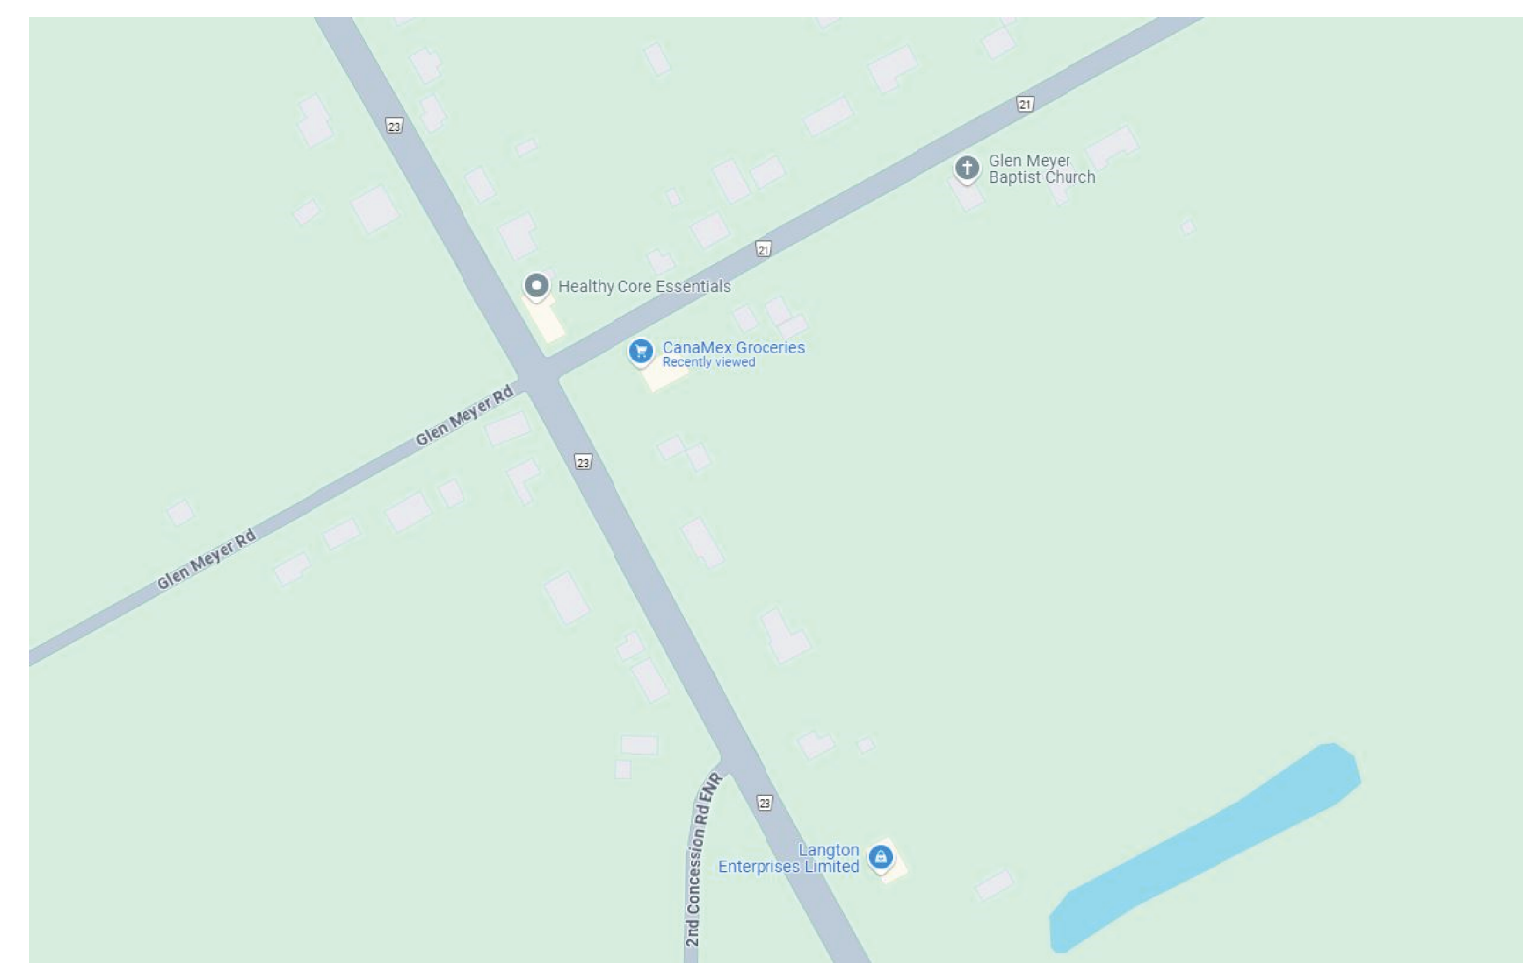 21
23
Glen Meyer
Baptist Church
21
Healthy Core Essentials
CanaMex Groceries
Recently viewed
Glen Meyer Rd
23
Glen Meyer Rd
2nd Concession Rd ENR
23
Langton
Enterprises Limited